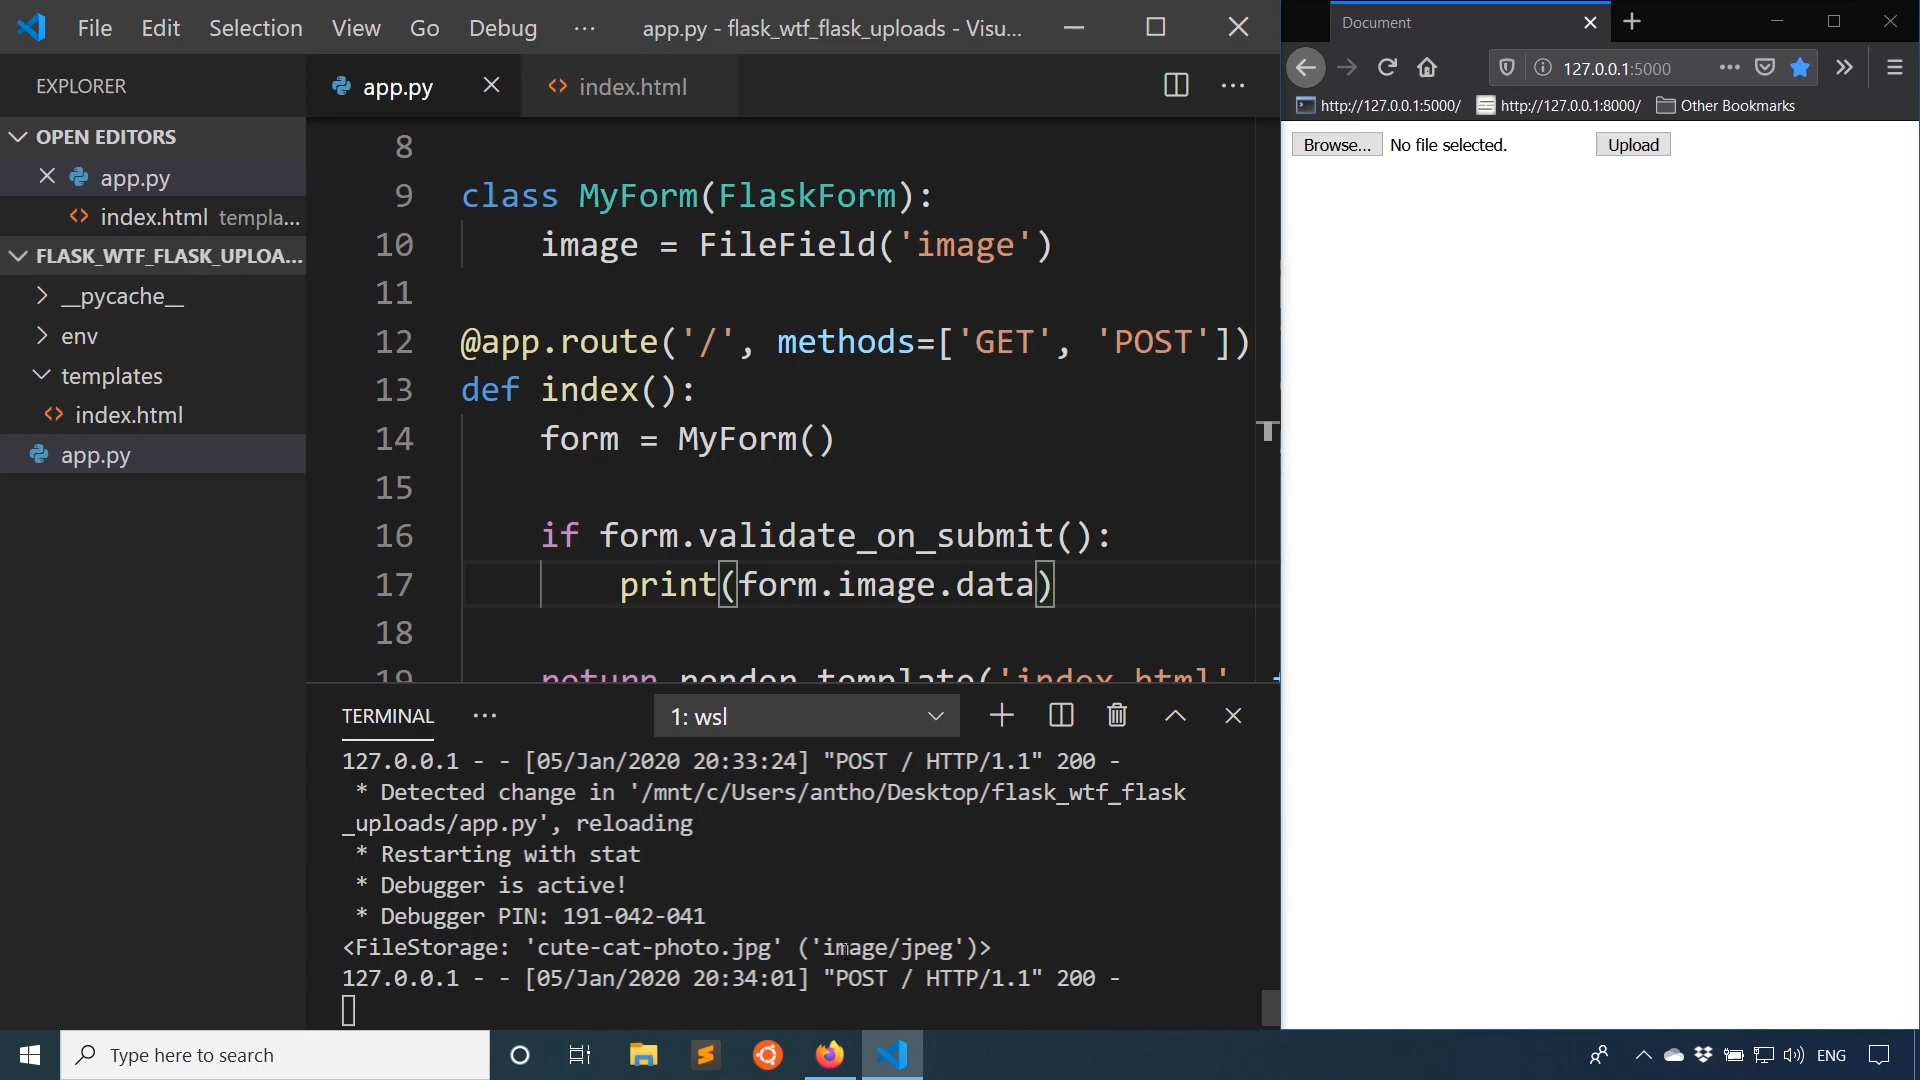 File Edit Selection View Go Debug ··· app.py - flask_wtf_flask_uploads - Visu...
EXPLORER
OPEN EDITORS
app.py
index.html templa...
FLASK_WTF_FLASK_UPLOA...
__pycache__
env
templates
index.html
app.py
app.py
index.html
8
9 class MyForm(FlaskForm):
10 image = FileField('image')
11
12 @app.route('/', methods=['GET', 'POST'])
13 def index():
14 form = MyForm()
15
16 if form.validate_on_submit():
17 print(form.image.data)
18
19 return render_template('index.html',
TERMINAL ··· 1: wsl
127.0.0.1 - - [05/Jan/2020 20:33:24] "POST / HTTP/1.1" 200 -
* Detected change in '/mnt/c/Users/antho/Desktop/flask_wtf_flask
_uploads/app.py', reloading
* Restarting with stat
* Debugger is active!
* Debugger PIN: 191-042-041
<FileStorage: 'cute-cat-photo.jpg' ('image/jpeg')>
127.0.0.1 - - [05/Jan/2020 20:34:01] "POST / HTTP/1.1" 200 -
Document
127.0.0.1:5000
http://127.0.0.1:5000/ http://127.0.0.1:8000/ Other Bookmarks
Browse... No file selected. Upload
Type here to search
ENG